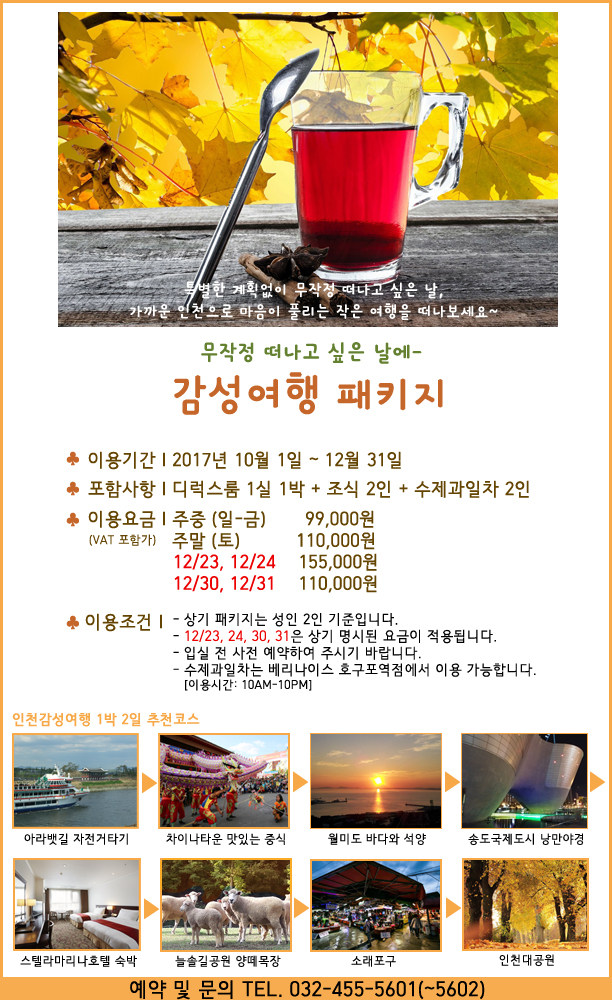 특별한 계획없이 무작정 떠나고 싶은 날,
가까운 인천으로 마음이 풀리는 작은 여행을 떠나보세요~
무작정 떠나고 싶은 날에-
감성여행 패키지
♣ 이용기간 I 2017년 10월 1일 ~ 12월 31일
♣ 포함사항 I 디럭스룸 1실 1박 + 조식 2인 + 수제과일차 2인
♣ 이용요금 I 주중 (일-금) 99,000원
(VAT 포함가) 주말 (토) 110,000원
12/23, 12/24 155,000원
12/30, 12/31 110,000원
♣ 이용조건 I - 상기 패키지는 성인 2인 기준입니다.
- 12/23, 24, 30, 31은 상기 명시된 요금이 적용됩니다.
- 입실 전 사전 예약하여 주시기 바랍니다.
- 수제과일차는 베리나이스 호구포역점에서 이용 가능합니다.
[이용시간: 10AM-10PM]
인천감성여행 1박 2일 추천코스
아라뱃길 자전거타기 차이나타운 맛있는 중식 월미도 바다와 석양 송도국제도시 낭만야경
스텔라마리나호텔 숙박 늘솔길공원 양떼목장 소래포구 인천대공원
예약 및 문의 TEL. 032-455-5601(~5602)